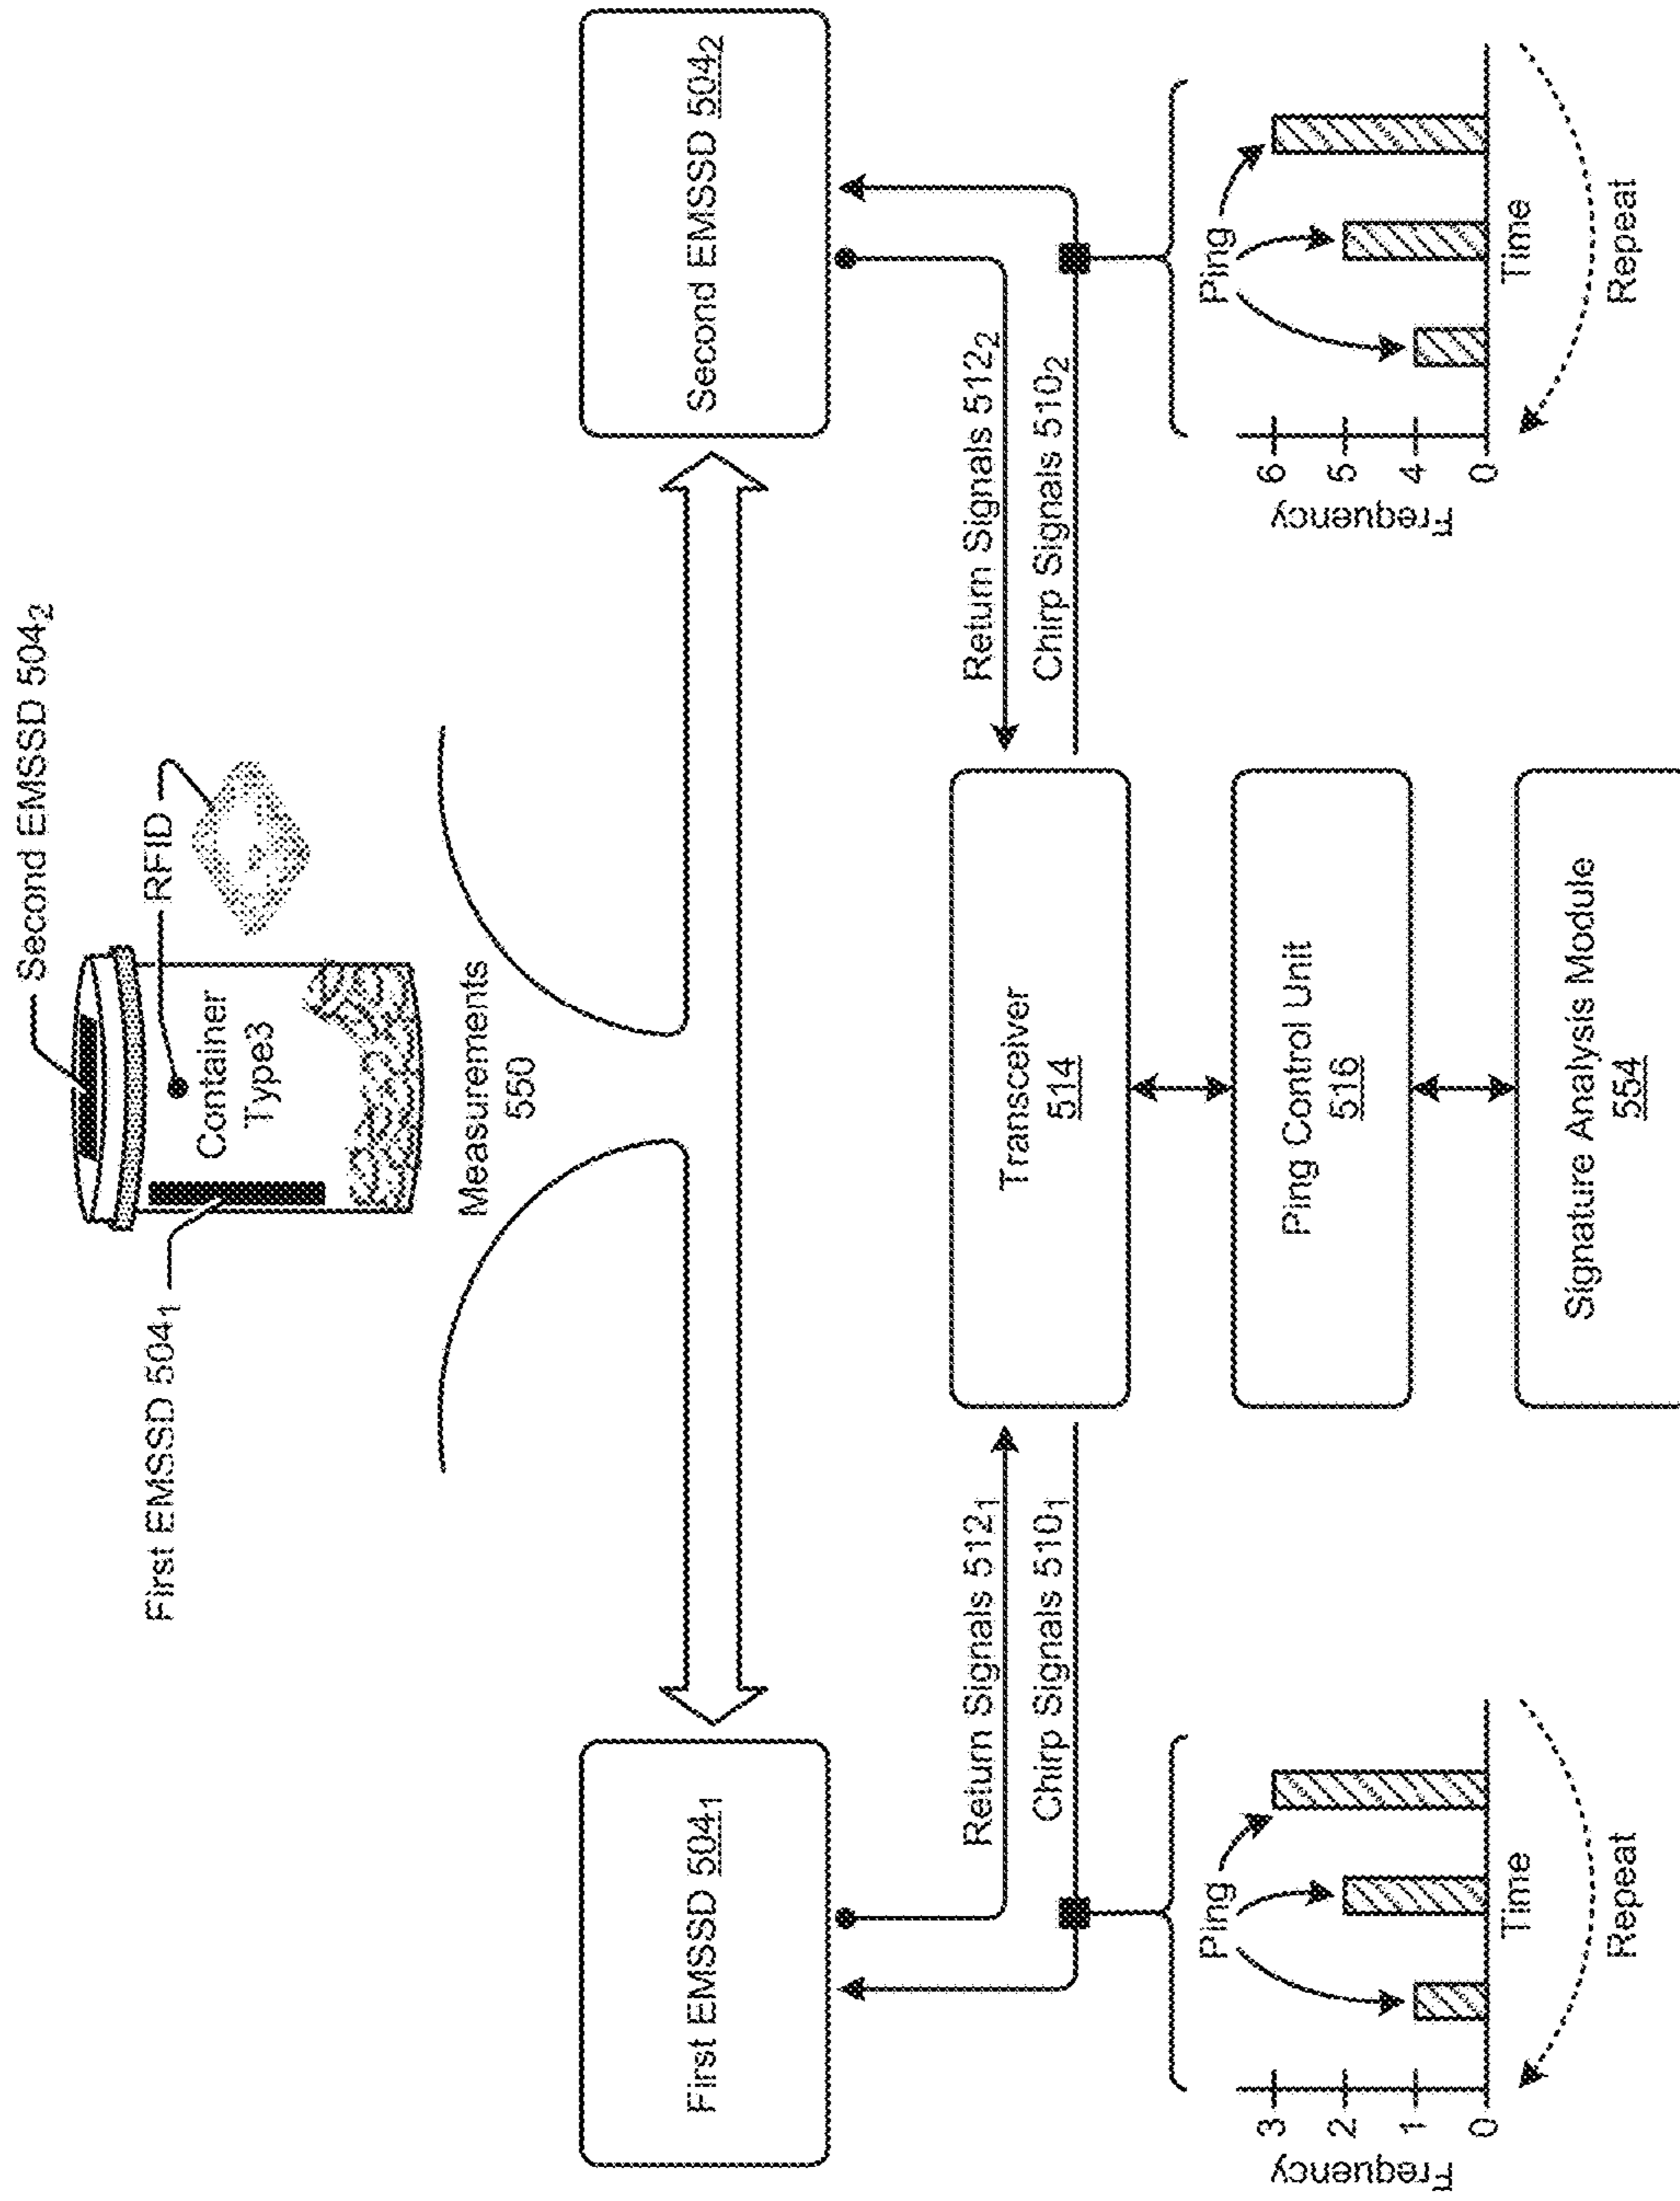 Second EMSSD 504₂
First EMSSD 504₁
RFID
Container
Type3
Measurements
550
First EMSSD 504₁
Second EMSSD 504₂
Return Signals 512₁
Chirp Signals 510₁
Return Signals 512₂
Chirp Signals 510₂
Transceiver
514
Ping Control Unit
516
Signature Analysis Module
554
Frequency
3
2
1
0
Ping
Time
Repeat
Frequency
6
5
4
0
Ping
Time
Repeat